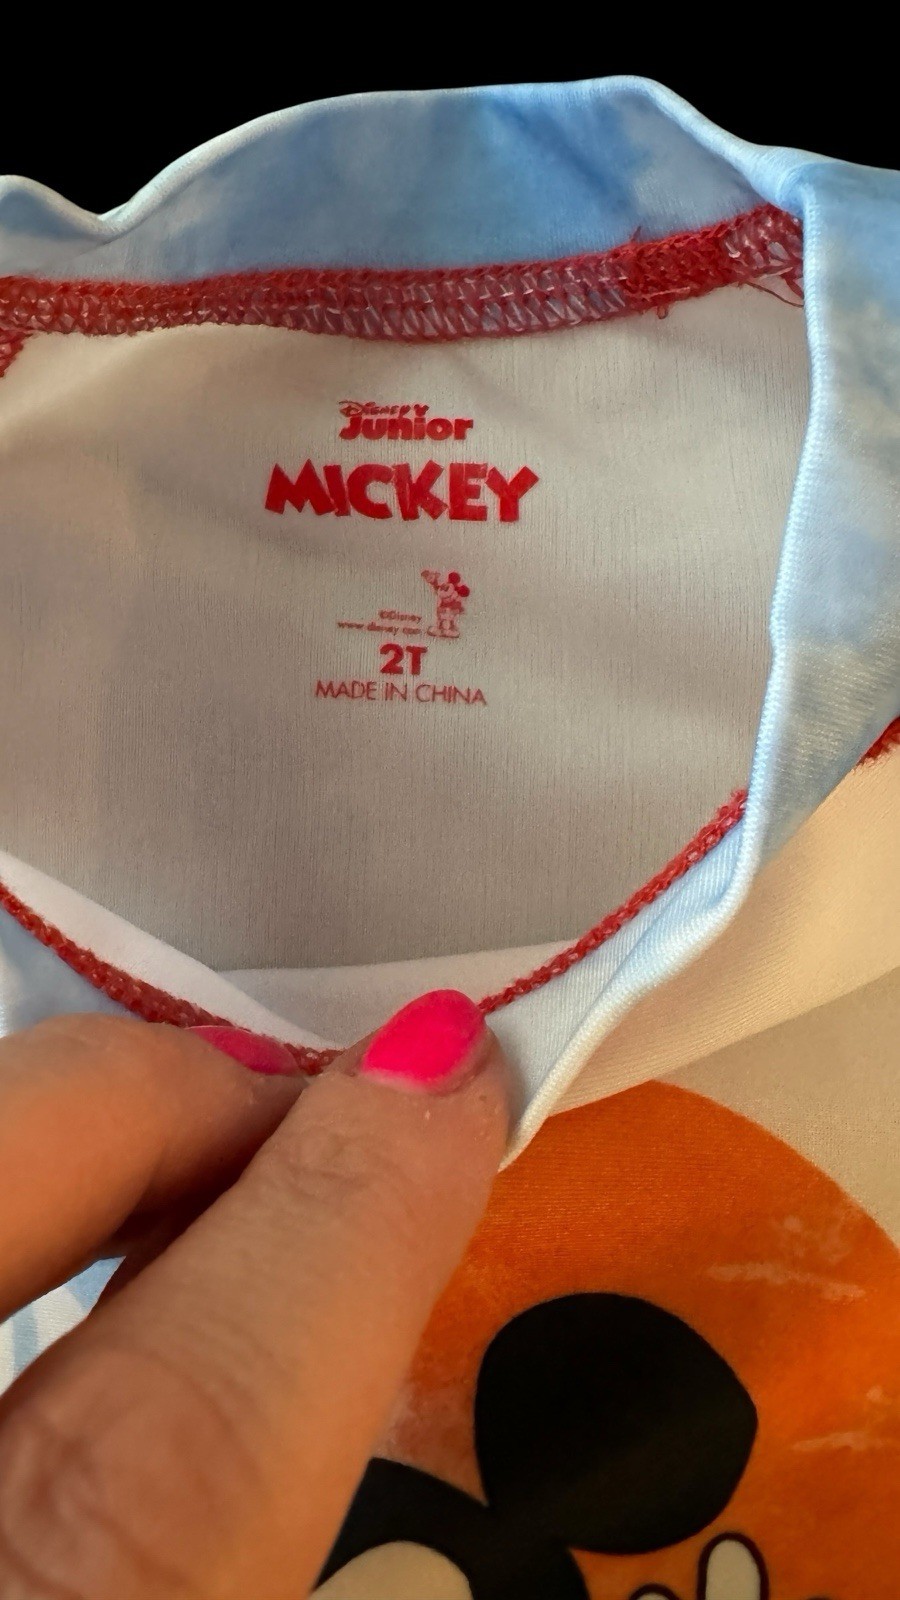 Disney
Junior
MICKEY
©Disney
www.disney.com
2T
MADE IN CHINA